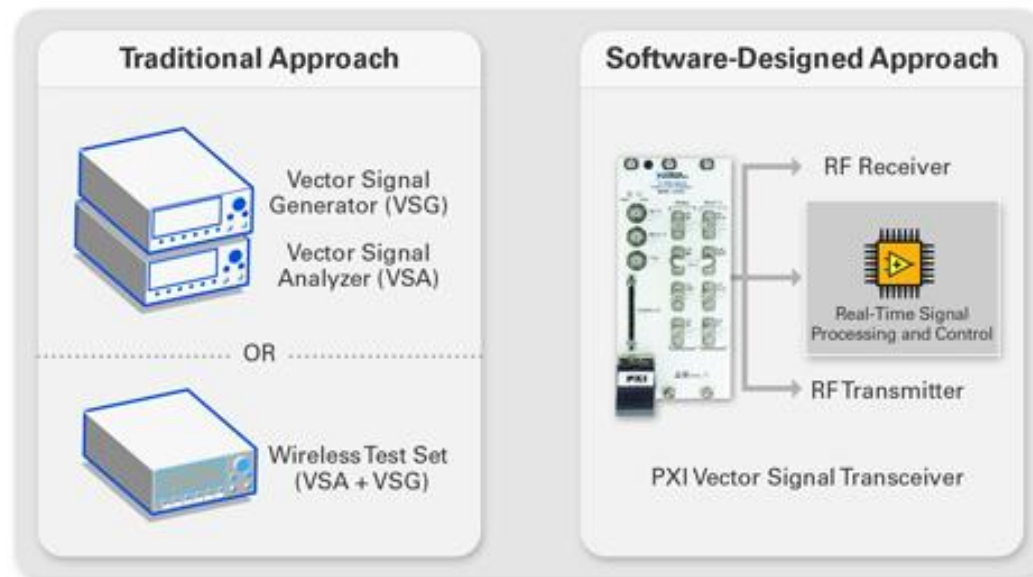 Traditional Approach
Vector Signal
Generator (VSG)
Vector Signal
Analyzer (VSA)
OR
Wireless Test Set
(VSA + VSG)
Software-Designed Approach
RF Receiver
Real-Time Signal
Processing and Control
RF Transmitter
PXI
PXI Vector Signal Transceiver